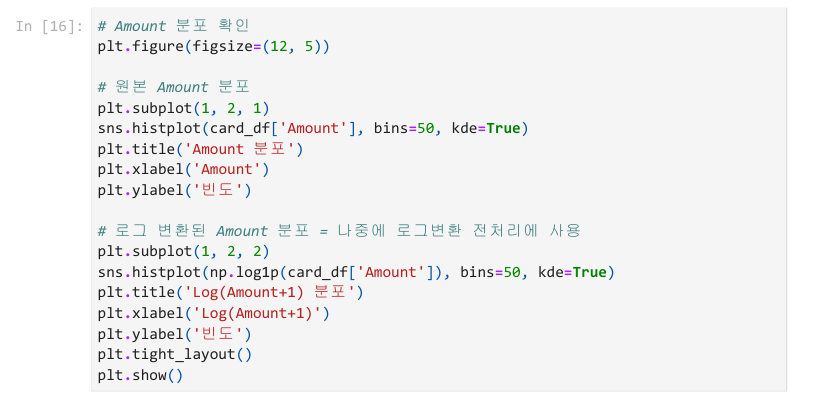 In [16]: # Amount 분포 확인
plt.figure(figsize=(12, 5))
# 원본 Amount 분포
plt.subplot(1, 2, 1)
sns.histplot(card_df['Amount'], bins=50, kde=True)
plt.title('Amount 분포')
plt.xlabel('Amount')
plt.ylabel('빈도')
# 로그 변환된 Amount 분포 = 나중에 로그변환 전처리에 사용
plt.subplot(1, 2, 2)
sns.histplot(np.log1p(card_df['Amount']), bins=50, kde=True)
plt.title('Log(Amount+1) 분포')
plt.xlabel('Log(Amount+1)')
plt.ylabel('빈도')
plt.tight_layout()
plt.show()